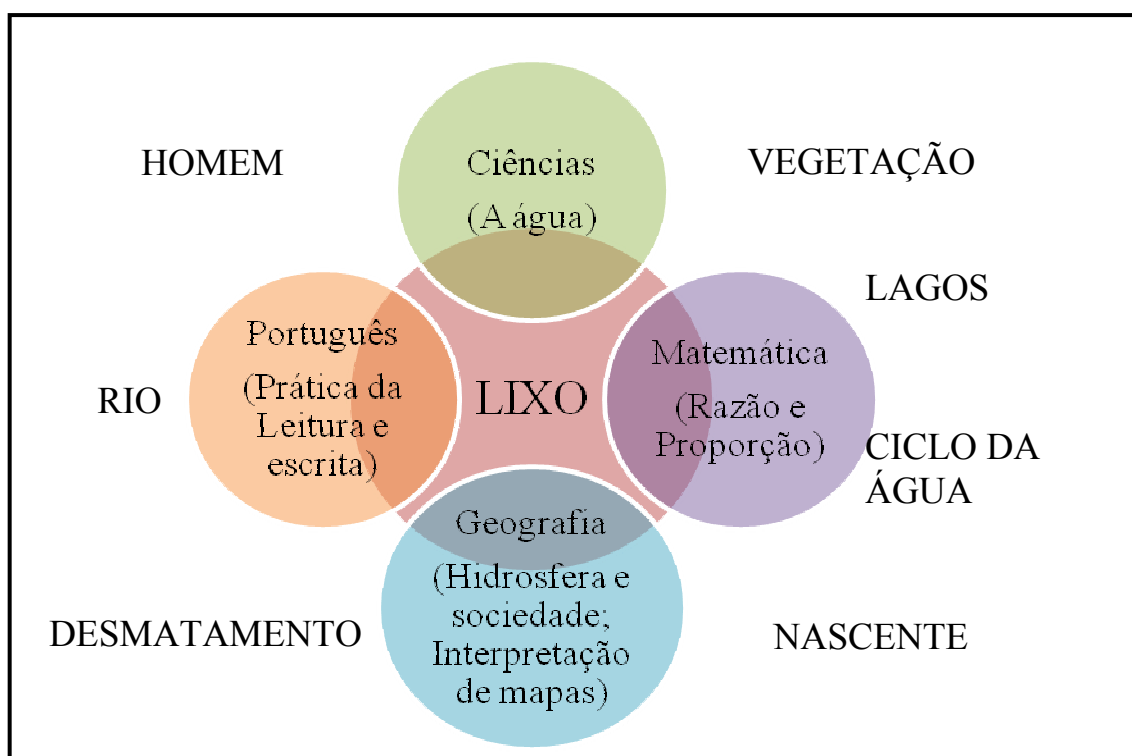 HOMEM
Ciências
(A água)
VEGETAÇÃO
LAGOS
Português
(Prática da
Leitura e
escrita)
RIO
LIXO
Matemática
(Razão e
Proporção)
CICLO DA
ÁGUA
Geografia
(Hidrosfera e
sociedade;
Interpretação
de mapas)
DESMATAMENTO
NASCENTE